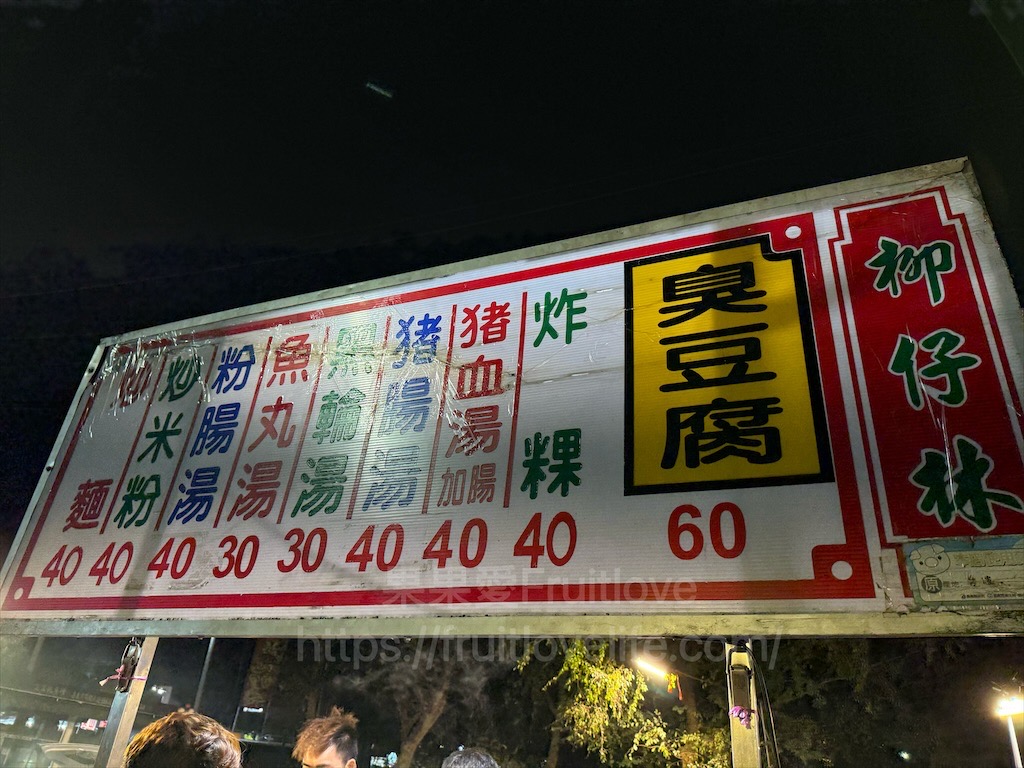 柳仔林
臭豆腐
60
炸粿
40
猪血湯加腸
40
猪腸湯
40
黑輪湯
30
魚丸湯
30
粉腸湯
40
炒米粉
40
炒麵
40
原
果果愛Fruitlove
https://fruitlovelife.com/